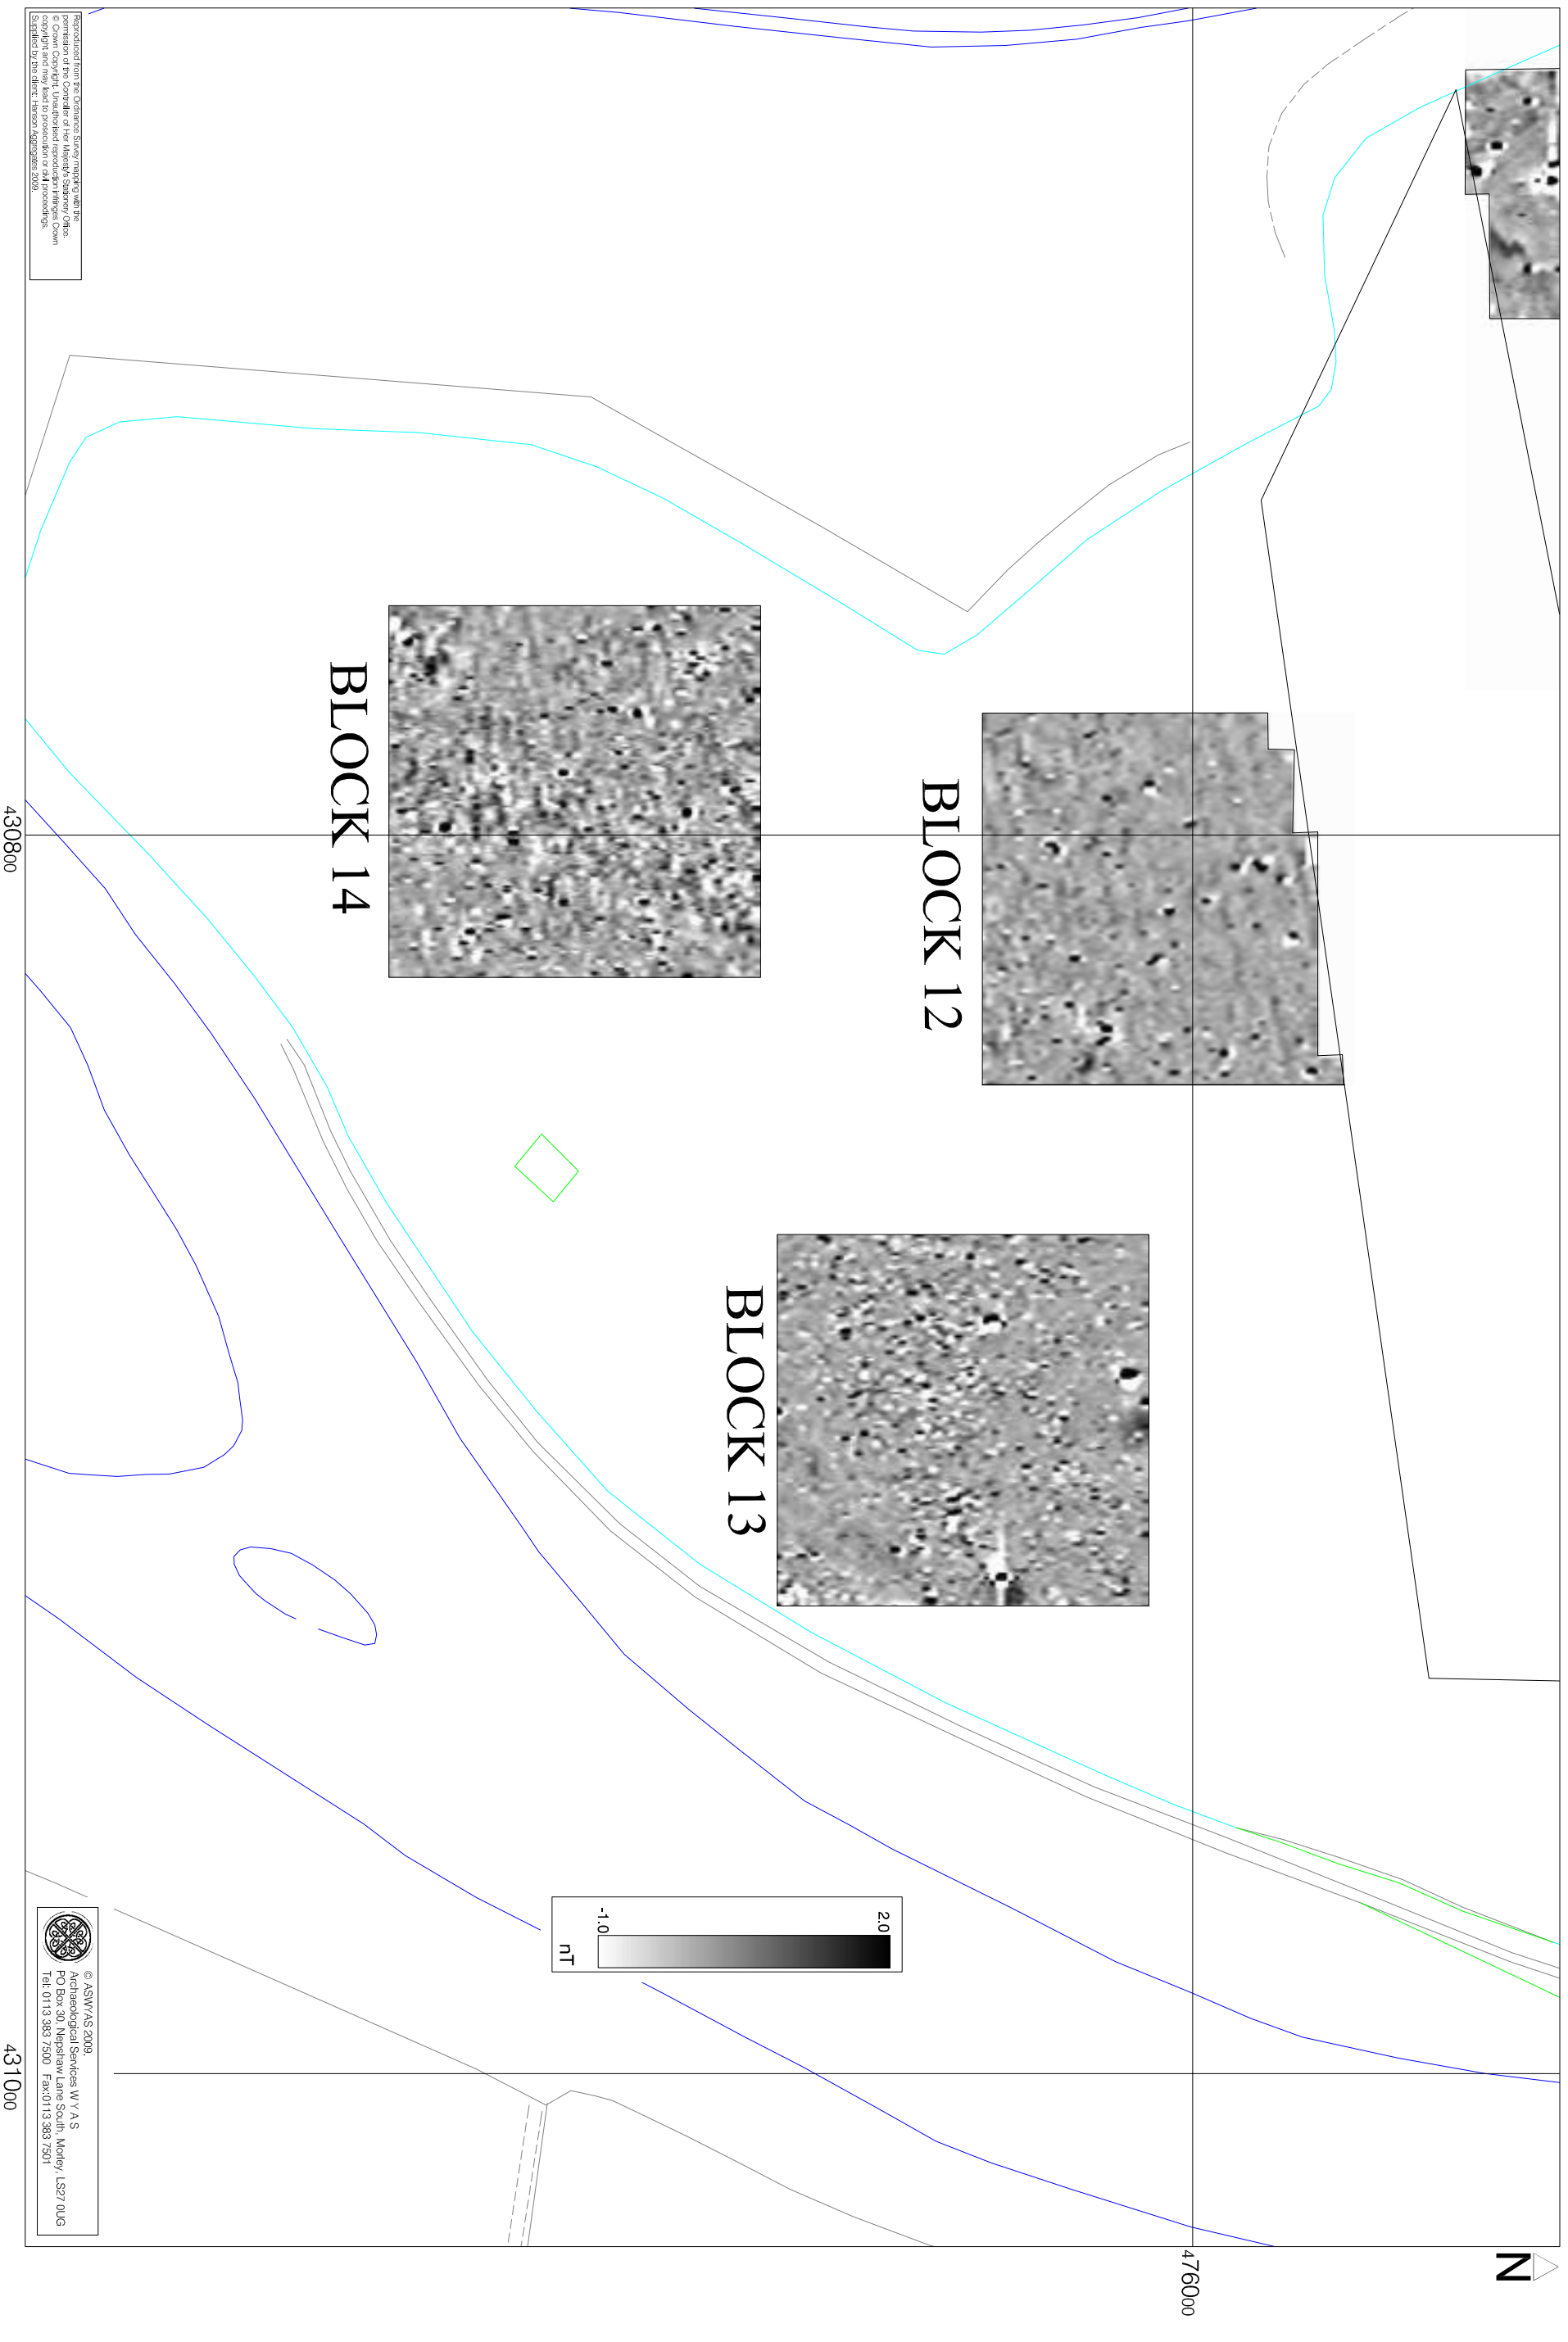 Reproduced from the Ordnance Survey mapping with the
permission of the Controller of Her Majesty's Stationery Office.
© Crown Copyright. Unauthorised reproduction infringes Crown
copyright and may lead to prosecution or civil proceedings.
Supplied by the client: Hanson Aggregates 2009.
BLOCK 12
BLOCK 14
BLOCK 13
430800
431000
476000
N
-1.0
2.0
nT
© ASWYAS 2009.
Archaeological Services W Y A S
PO Box 30, Nepshaw Lane South, Morley, LS27 0UG
Tel: 0113 383 7500 Fax:0113 383 7501